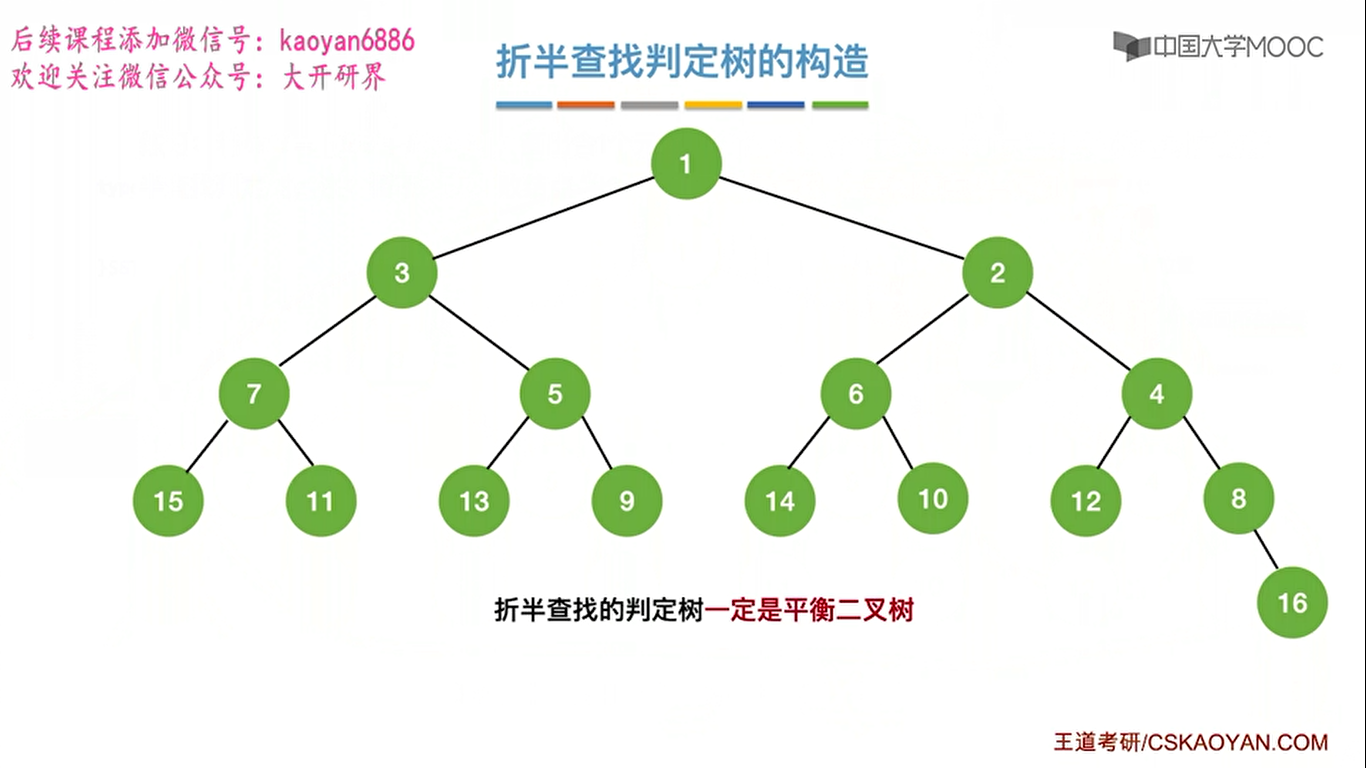 后续课程添加微信号：kaoyan6886
欢迎关注微信公众号：大开研界
折半查找判定树的构造
中国大学MOOC
1
3
2
7
5
6
4
15
11
13
9
14
10
12
8
16
折半查找的判定树一定是平衡二叉树
王道考研/CSKAOYAN.COM